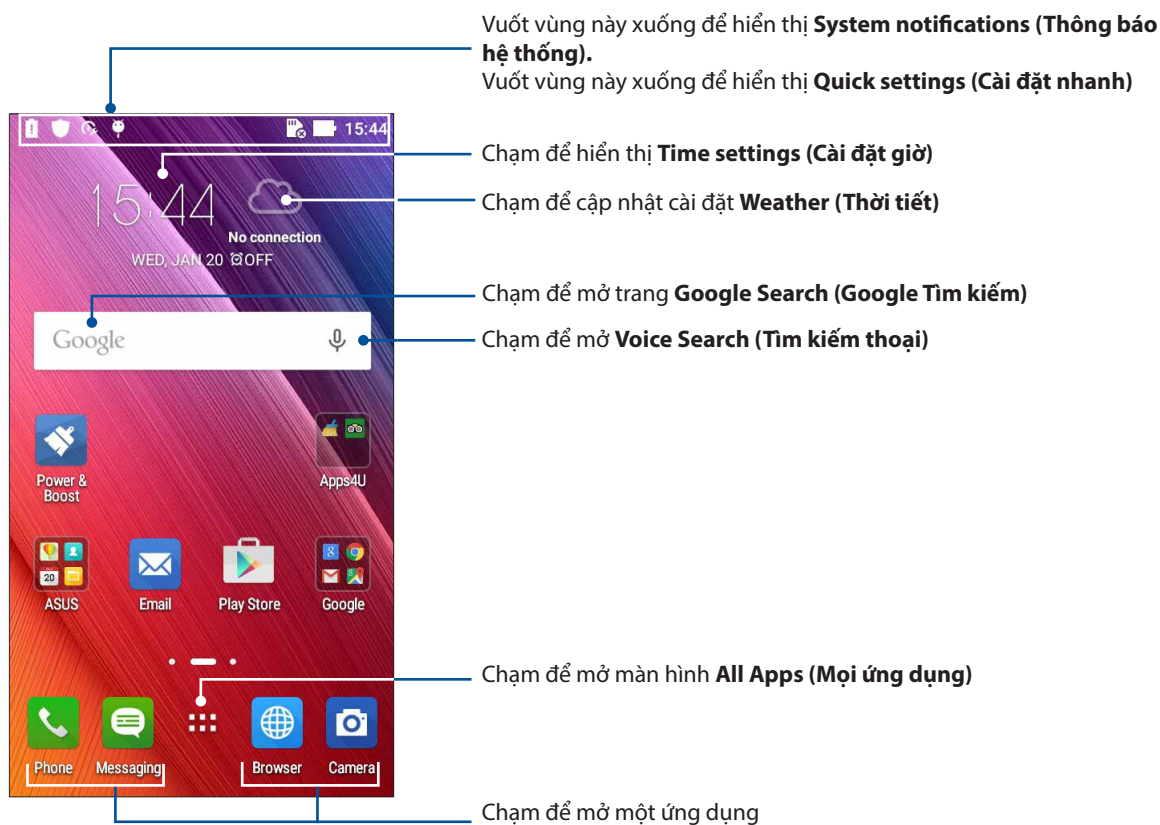 Vuốt vùng này xuống để hiển thị System notifications (Thông báo
hệ thống).
Vuốt vùng này xuống để hiển thị Quick settings (Cài đặt nhanh)
15:44
Chạm để hiển thị Time settings (Cài đặt giờ)
15:44
Chạm để cập nhật cài đặt Weather (Thời tiết)
No connection
WED, JAN 20 OFF
Chạm để mở trang Google Search (Google Tìm kiếm)
Google
Chạm để mở Voice Search (Tìm kiếm thoại)
Power &
Boost
Apps4U
20
8
ASUS
Email
Play Store
Google
Chạm để mở màn hình All Apps (Mọi ứng dụng)
Phone
Messaging
Browser
Camera
Chạm để mở một ứng dụng